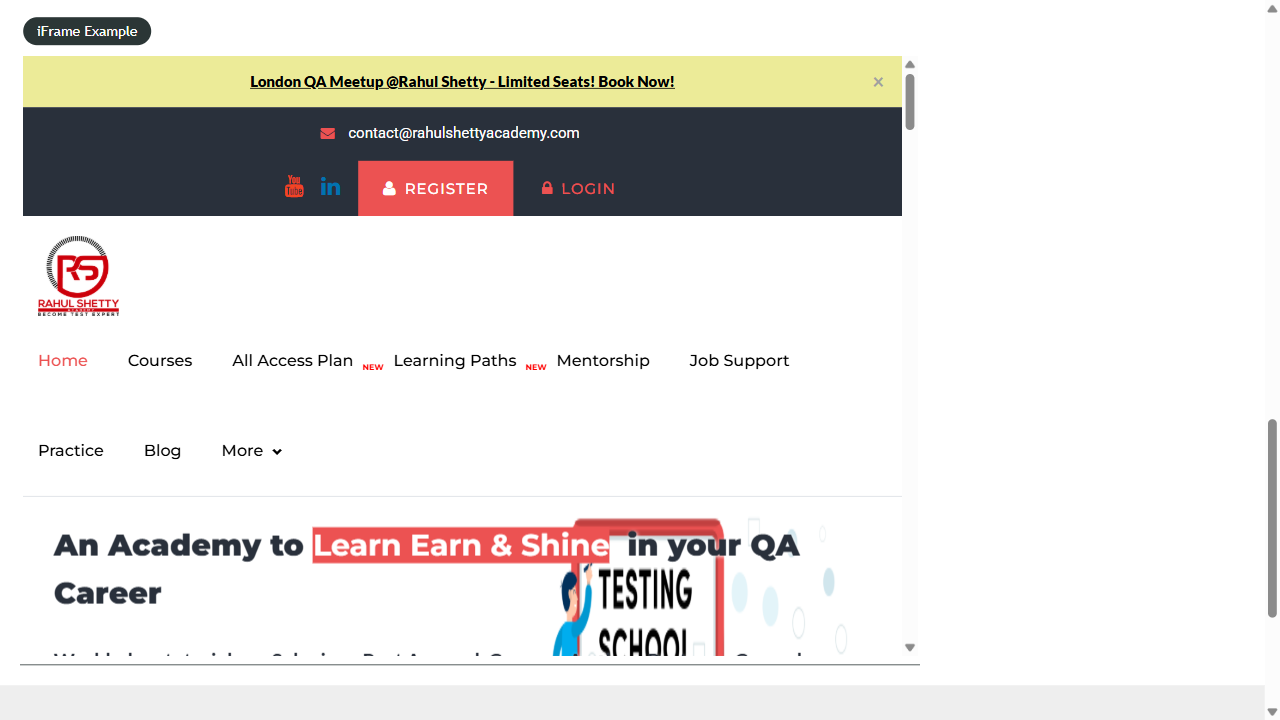 iFrame Example
London QA Meetup @Rahul Shetty - Limited Seats! Book Now!
×
contact@rahulshettyacademy.com
You Tube in REGISTER LOGIN
RS
RAHUL SHETTY
ACADEMY
BECOME TEST EXPERT
Home Courses All Access Plan NEW Learning Paths NEW Mentorship Job Support
Practice Blog More
An Academy to Learn Earn & Shine in your QA
Career
TESTING
SCHOOL